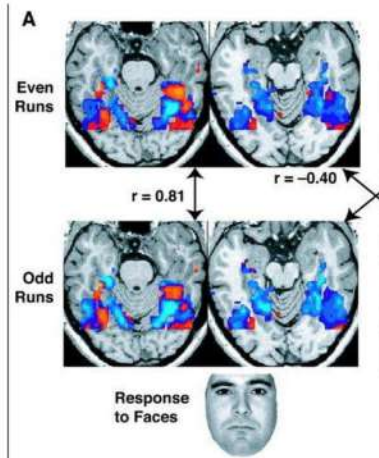 A
Even
Runs
r = 0.81
r = –0.40
Odd
Runs
Response
to Faces